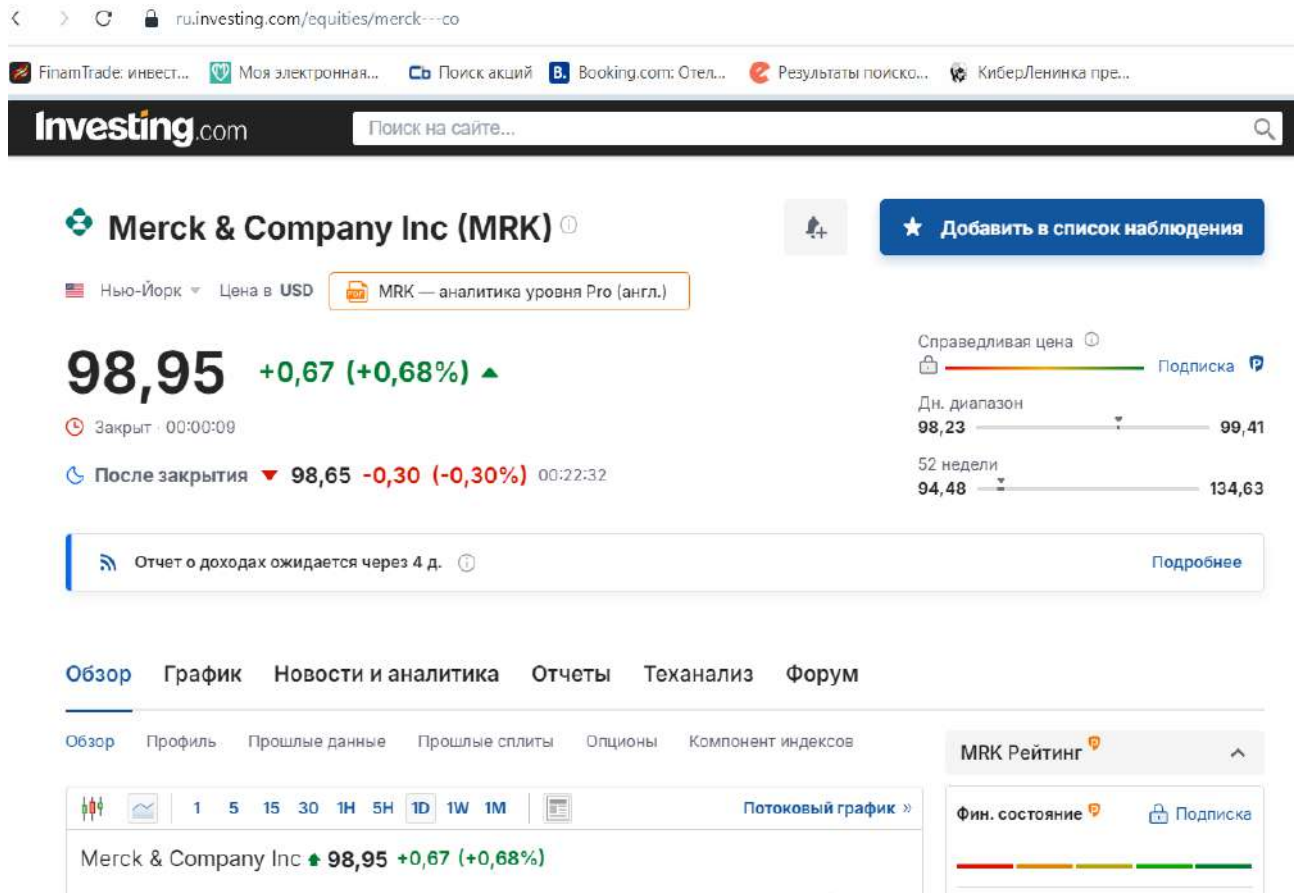 ru.investing.com/equities/merck---co
FinamTrade: инвест... Моя электронная... Сb Поиск акций B. Booking.com: Отел... Результаты поиско... КиберЛенинка пре...
Investing.com Поиск на сайте...
Merck & Company Inc (MRK) Добавить в список наблюдения
Нью-Йорк Цена в USD PDF MRK — аналитика уровня Pro (англ.)
98,95 +0,67 (+0,68%)
Справедливая цена
Подписка
Закрыт · 00:00:09
Дн. диапазон
98,23 99,41
После закрытия 98,65 -0,30 (-0,30%) 00:22:32
52 недели
94,48 134,63
Отчет о доходах ожидается через 4 д. Подробнее
Обзор График Новости и аналитика Отчеты Теханализ Форум
Обзор Профиль Прошлые данные Прошлые сплиты Опционы Компонент индексов
MRK Рейтинг
1 5 15 30 1H 5H 1D 1W 1M Потоковый график »
Фин. состояние Подписка
Merck & Company Inc 98,95 +0,67 (+0,68%)